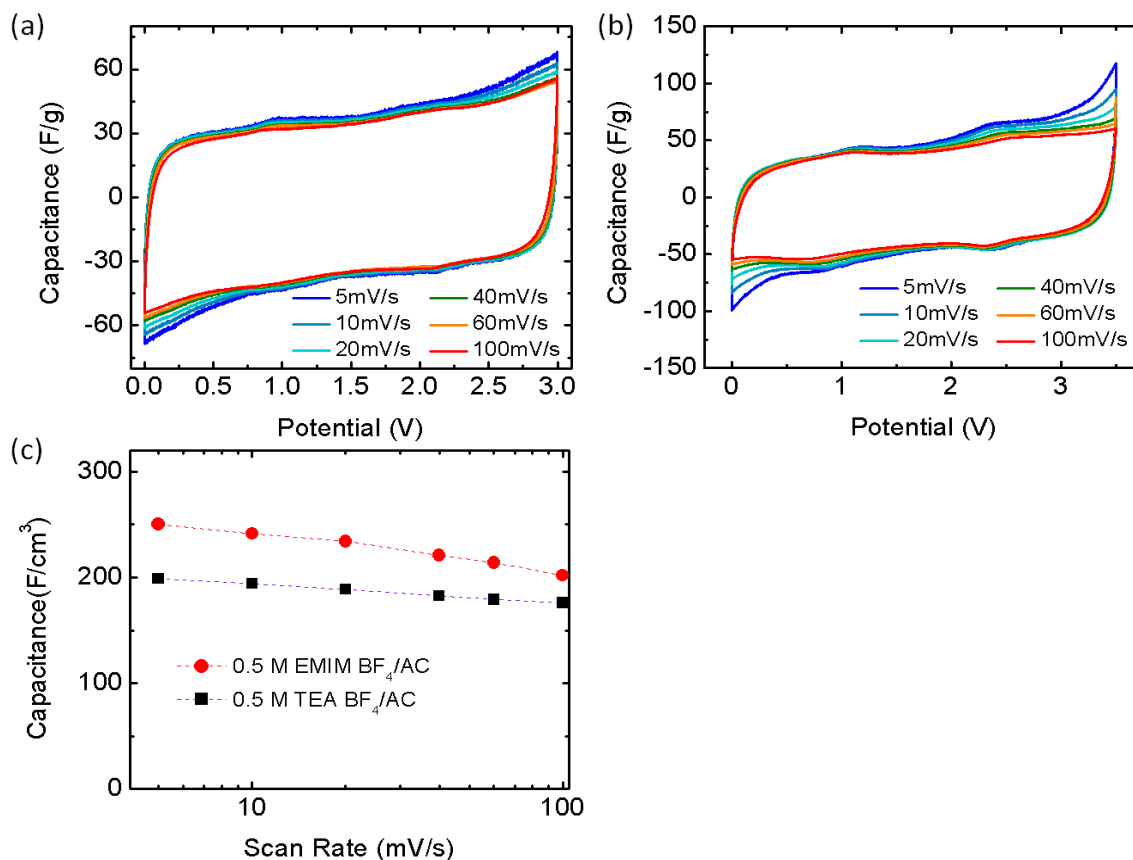 (a)
Capacitance (F/g)
60
30
0
-30
-60
5mV/s
40mV/s
10mV/s
60mV/s
20mV/s
100mV/s
0.0 0.5 1.0 1.5 2.0 2.5 3.0
Potential (V)
(b)
Capacitance (F/g)
150
100
50
0
-50
-100
-150
5mV/s
40mV/s
10mV/s
60mV/s
20mV/s
100mV/s
0 1 2 3
Potential (V)
(c)
Capacitance(F/cm³)
300
200
100
0
0.5 M EMIM BF₄/AC
0.5 M TEA BF₄/AC
10 100
Scan Rate (mV/s)